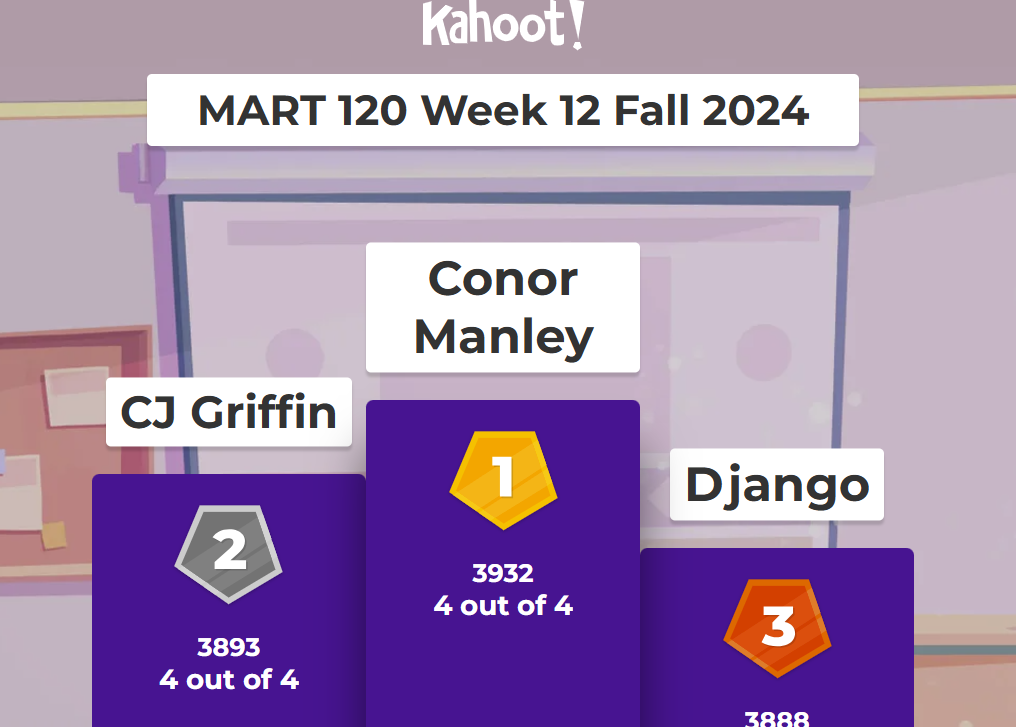 Kahoot!
MART 120 Week 12 Fall 2024
Conor
Manley
CJ Griffin
Django
1
3932
4 out of 4
2
3893
4 out of 4
3
3888